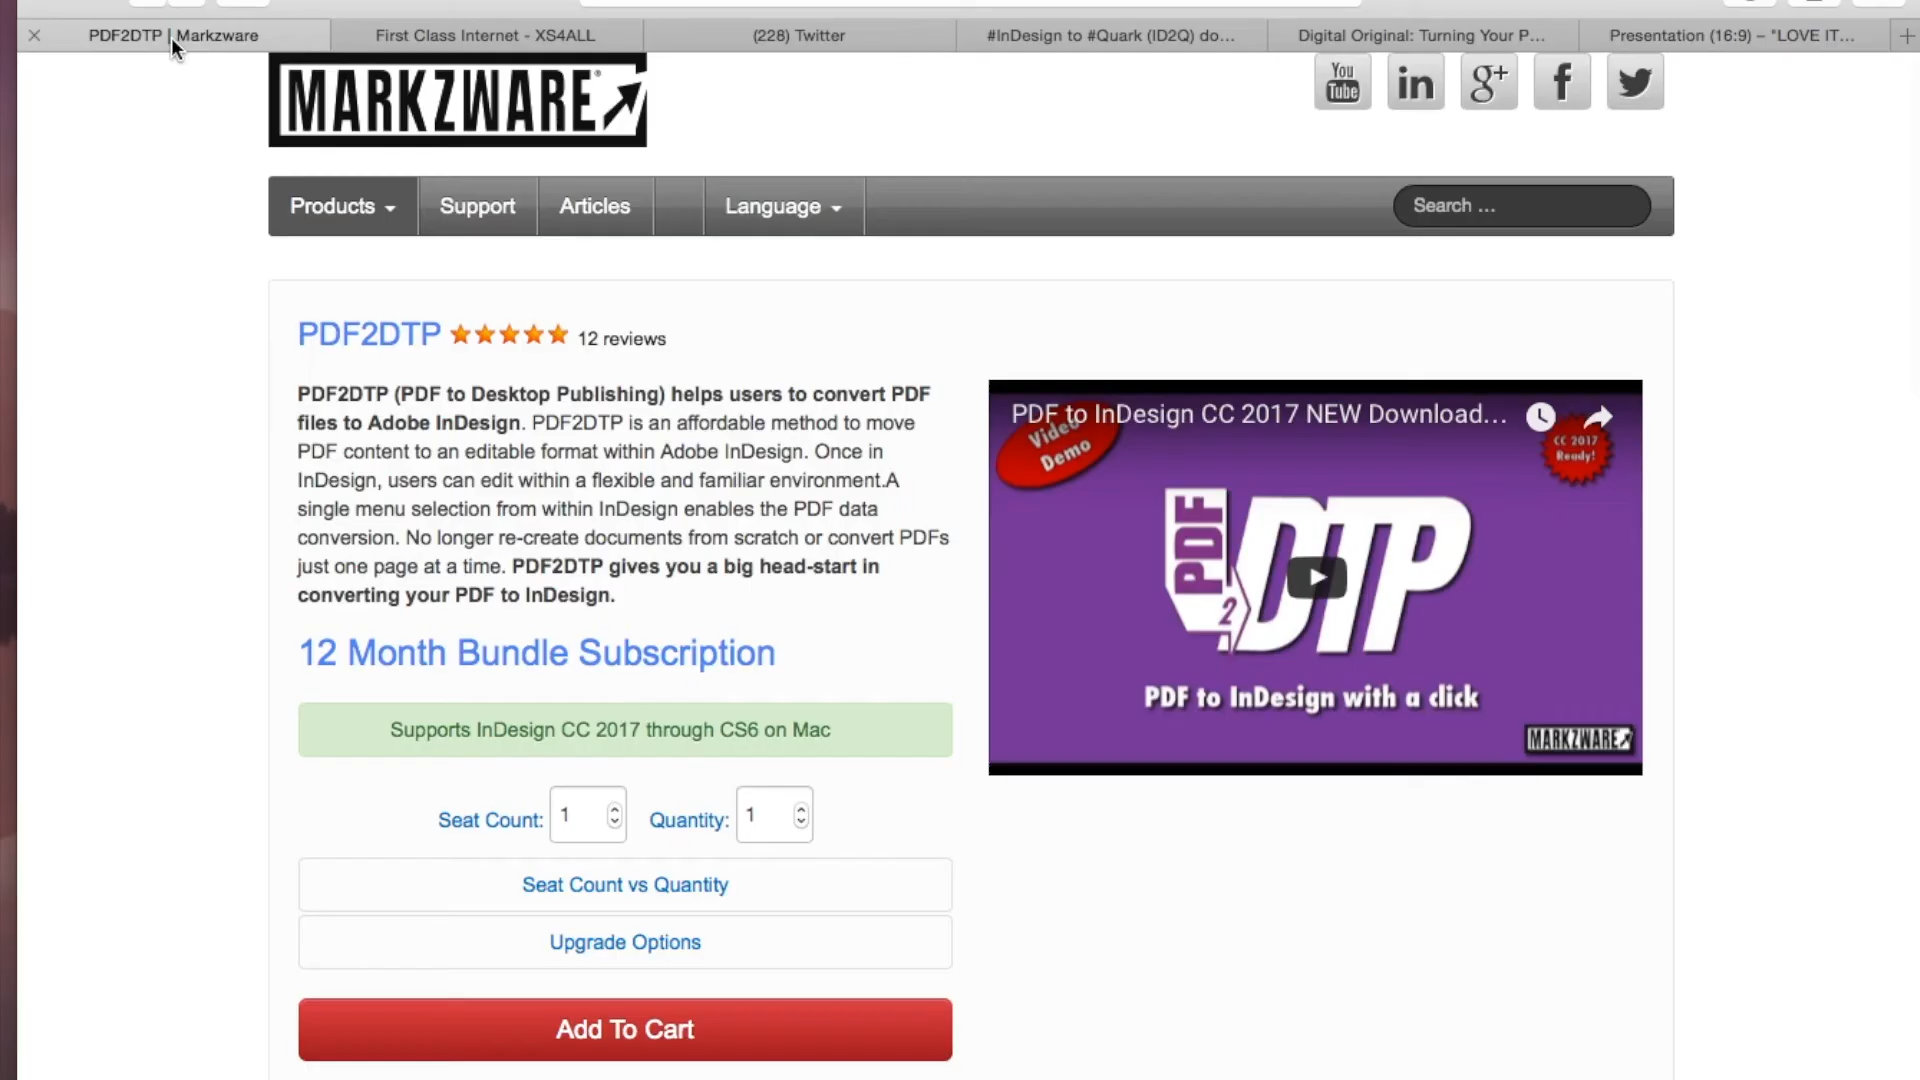 PDF2DTP | Markzware
First Class Internet - XS4ALL
(228) Twitter
#InDesign to #Quark (ID2Q) do...
Digital Original: Turning Your P...
Presentation (16:9) – "LOVE IT...
MARKZWARE
You Tube
in
g+
f
Products
Support
Articles
Language
Search ...
PDF2DTP
12 reviews
PDF2DTP (PDF to Desktop Publishing) helps users to convert PDF
files to Adobe InDesign. PDF2DTP is an affordable method to move
PDF content to an editable format within Adobe InDesign. Once in
InDesign, users can edit within a flexible and familiar environment.A
single menu selection from within InDesign enables the PDF data
conversion. No longer re-create documents from scratch or convert PDFs
just one page at a time. PDF2DTP gives you a big head-start in
converting your PDF to InDesign.
PDF to InDesign CC 2017 NEW Download...
Video
Demo
CC 2017
Ready!
PDF
2
DTP
PDF to InDesign with a click
MARKZWARE
12 Month Bundle Subscription
Supports InDesign CC 2017 through CS6 on Mac
Seat Count: 1 Quantity: 1
Seat Count vs Quantity
Upgrade Options
Add To Cart